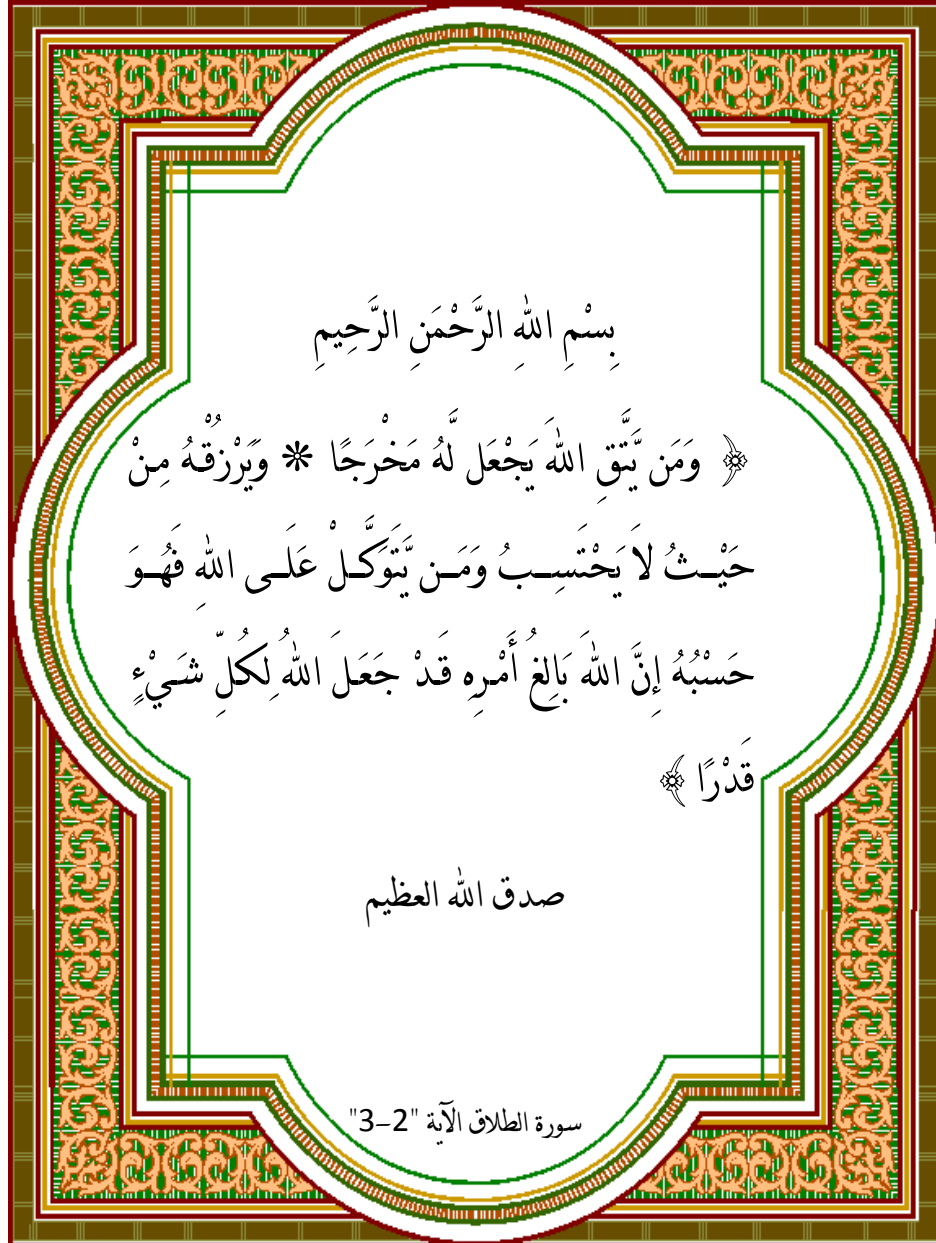 بِسْمِ اللهِ الرَّحْمَنِ الرَّحِيمِ
﴿ وَمَن يَّتَّقِ اللهَ يَجْعَل لَّهُ مَخْرَجًا * وَيَرْزُقْهُ مِنْ
حَيْثُ لاَ يَحْتَسِبُ وَمَن يَّتَوَكَّلْ عَلَى اللهِ فَهُوَ
حَسْبُهُ إِنَّ اللهَ بَالِغُ أَمْرِهِ قَدْ جَعَلَ اللهُ لِكُلِّ شَيْءٍ
قَدْرًا ﴾
صدق الله العظيم
سورة الطلاق الآية "2-3"